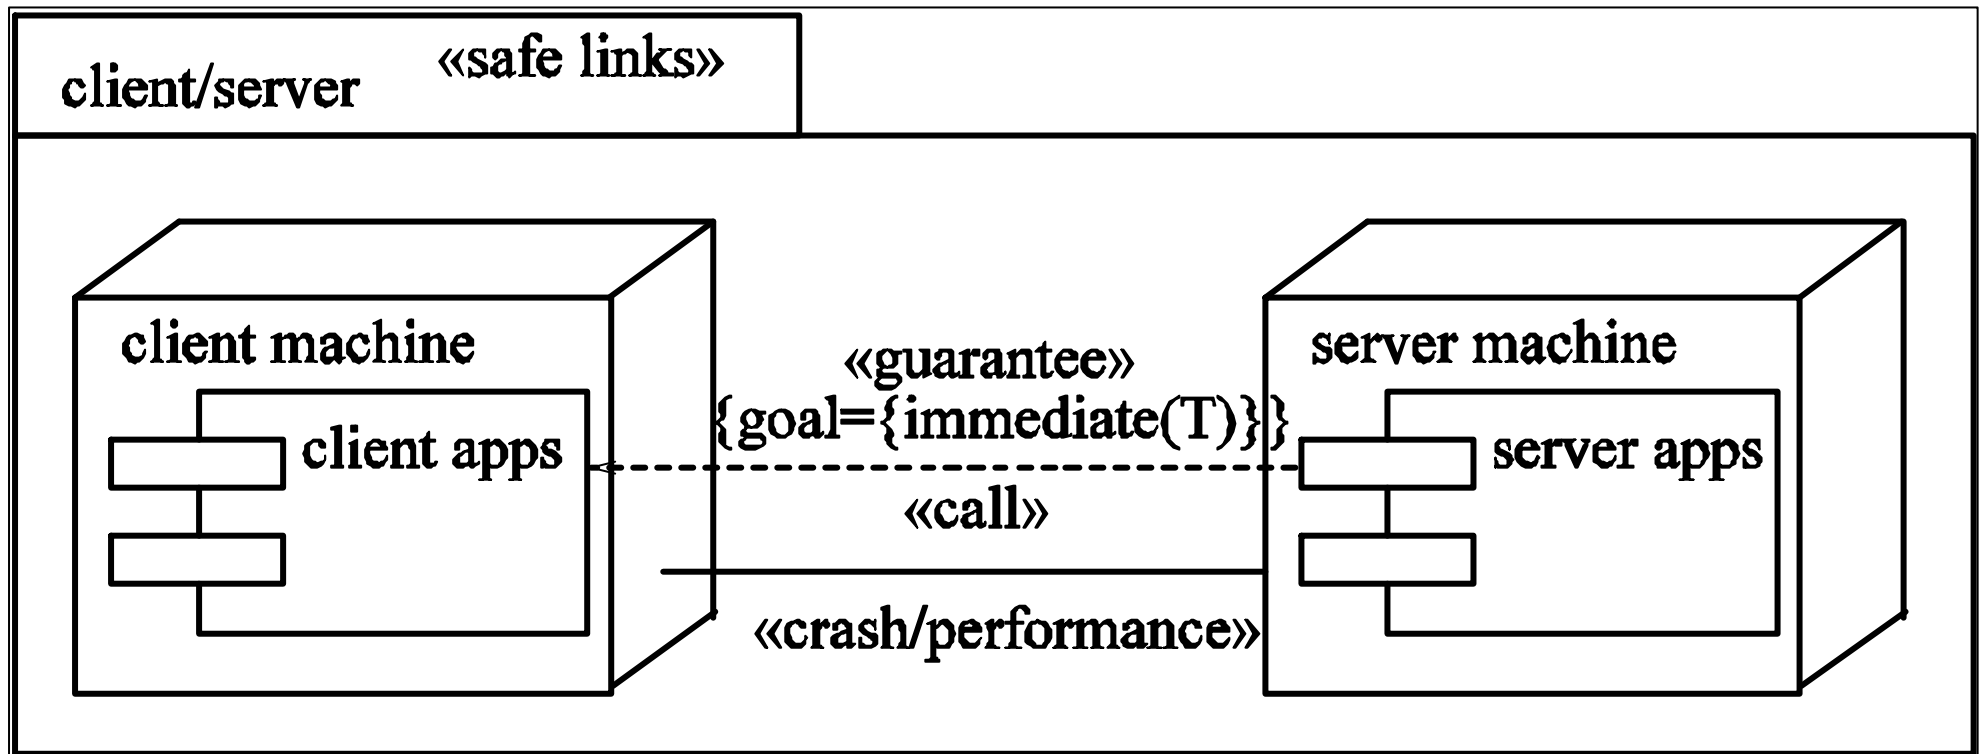 «safe links»
client/server
client machine
client apps
«guarantee»
{goal={immediate(T)}}
«call»
«crash/performance»
server machine
server apps